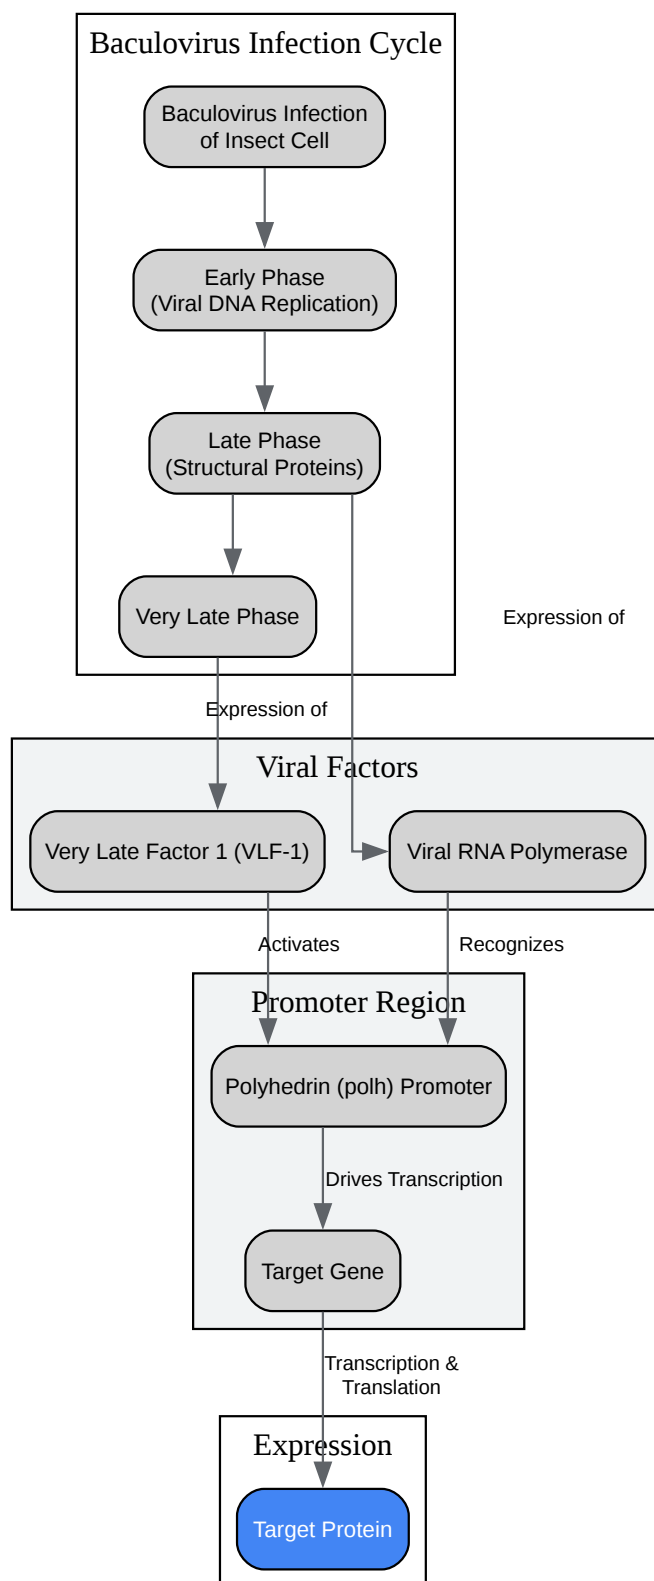 Baculovirus Infection Cycle
Baculovirus Infection
of Insect Cell
Early Phase
(Viral DNA Replication)
Late Phase
(Structural Proteins)
Very Late Phase
Expression of
Expression of
Viral Factors
Very Late Factor 1 (VLF-1)
Viral RNA Polymerase
Activates
Recognizes
Promoter Region
Polyhedrin (polh) Promoter
Drives Transcription
Target Gene
Transcription &
Translation
Expression
Target Protein